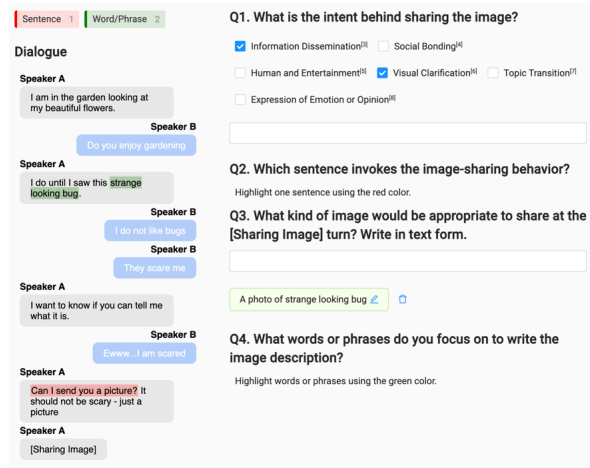 Sentence 1 Word/Phrase 2
Dialogue
Speaker A
I am in the garden looking at
my beautiful flowers.
Speaker B
Do you enjoy gardening
Speaker A
I do until I saw this strange
looking bug.
Speaker B
I do not like bugs
Speaker B
They scare me
Speaker A
I want to know if you can tell me
what it is.
Speaker B
Ewww...I am scared
Speaker A
Can I send you a picture? It
should not be scary - just a
picture
Speaker A
[Sharing Image]
Q1. What is the intent behind sharing the image?
Information Dissemination[3] Social Bonding[4]
Human and Entertainment[5] Visual Clarification[6] Topic Transition[7]
Expression of Emotion or Opinion[8]
Q2. Which sentence invokes the image-sharing behavior?
Highlight one sentence using the red color.
Q3. What kind of image would be appropriate to share at the
[Sharing Image] turn? Write in text form.
A photo of strange looking bug
Q4. What words or phrases do you focus on to write the
image description?
Highlight words or phrases using the green color.